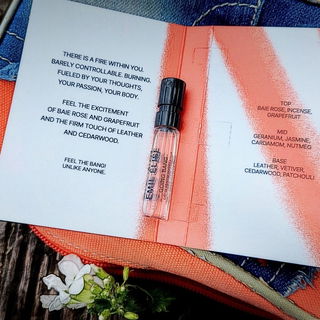 THERE IS A FIRE WITHIN YOU.
BARELY CONTROLLABLE. BURNING.
FUELED BY YOUR THOUGHTS,
YOUR PASSION, YOUR BODY.
FEEL THE EXCITEMENT
OF BAIE ROSE AND GRAPEFRUIT
AND THE FIRM TOUCH OF LEATHER
AND CEDARWOOD.
FEEL THE BANG!
UNLIKE ANYONE.
EMIL ÉLISE
TOP
BAIE ROSE, INCENSE,
GRAPEFRUIT
MID
GERANIUM, JASMINE,
CARDAMOM, NUTMEG
BASE
LEATHER, VETIVER,
CEDARWOOD, PATCHOULI